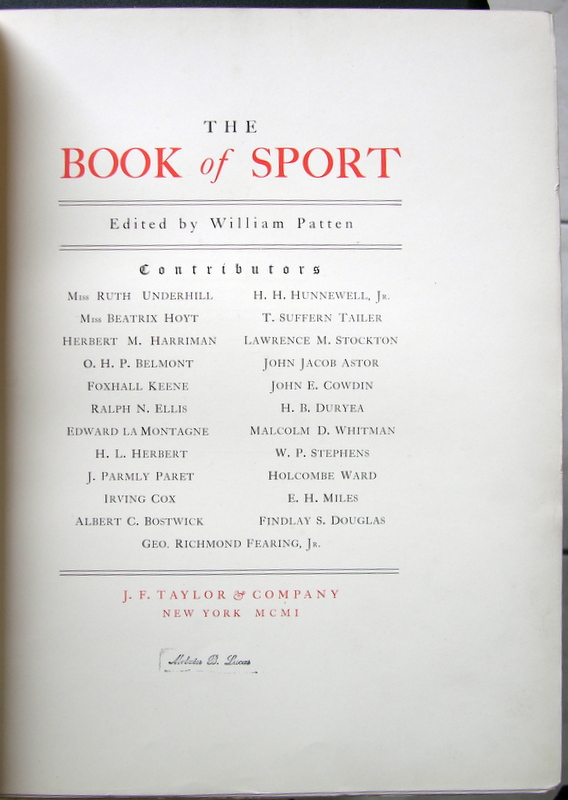 THE
BOOK of SPORT
Edited by William Patten
Contributors
Miss RUTH UNDERHILL
Miss BEATRIX HOYT
HERBERT M. HARRIMAN
O. H. P. BELMONT
FOXHALL KEENE
RALPH N. ELLIS
EDWARD LA MONTAGNE
H. L. HERBERT
J. PARMLY PARET
IRVING COX
ALBERT C. BOSTWICK
H. H. HUNNEWELL, Jr.
T. SUFFERN TAILER
LAWRENCE M. STOCKTON
JOHN JACOB ASTOR
JOHN E. COWDIN
H. B. DURYEA
MALCOLM D. WHITMAN
W. P. STEPHENS
HOLCOMBE WARD
E. H. MILES
FINDLAY S. DOUGLAS
GEO. RICHMOND FEARING, Jr.
J. F. TAYLOR & COMPANY
NEW YORK MCMI
D. Lucas